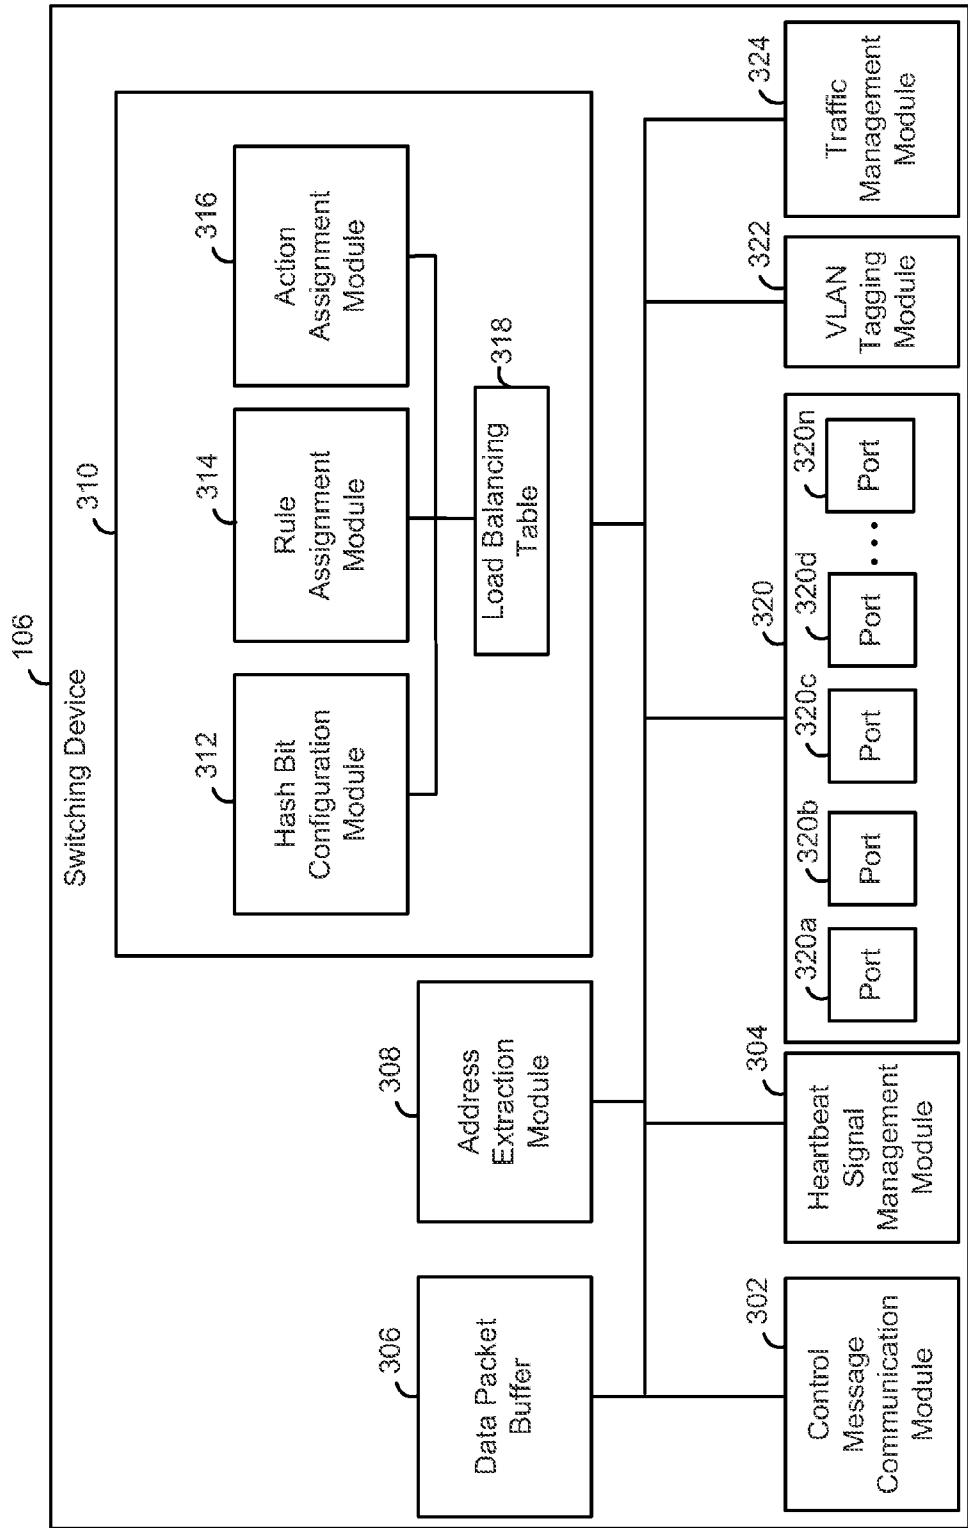 106
Switching Device
310
312
Hash Bit
Configuration
Module
314
Rule
Assignment
Module
316
Action
Assignment
Module
318
Load Balancing
Table
306
Data Packet
Buffer
308
Address
Extraction
Module
302
Control
Message
Communication
Module
304
Heartbeat
Signal
Management
Module
320
320a
Port
320b
Port
320c
Port
320d
Port
....
320n
Port
322
VLAN
Tagging
Module
324
Traffic
Management
Module